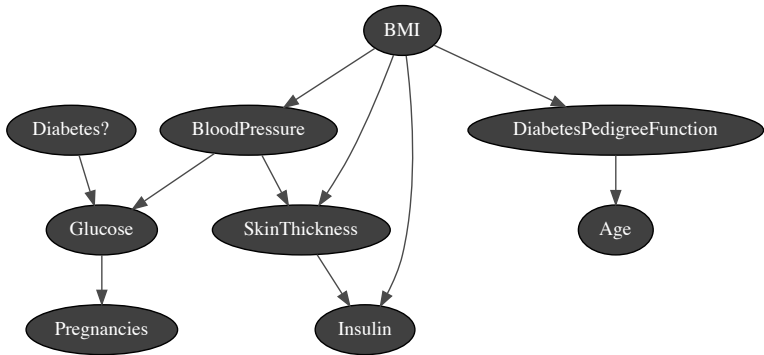 BMI
Diabetes?
BloodPressure
DiabetesPedigreeFunction
Glucose
SkinThickness
Age
Pregnancies
Insulin